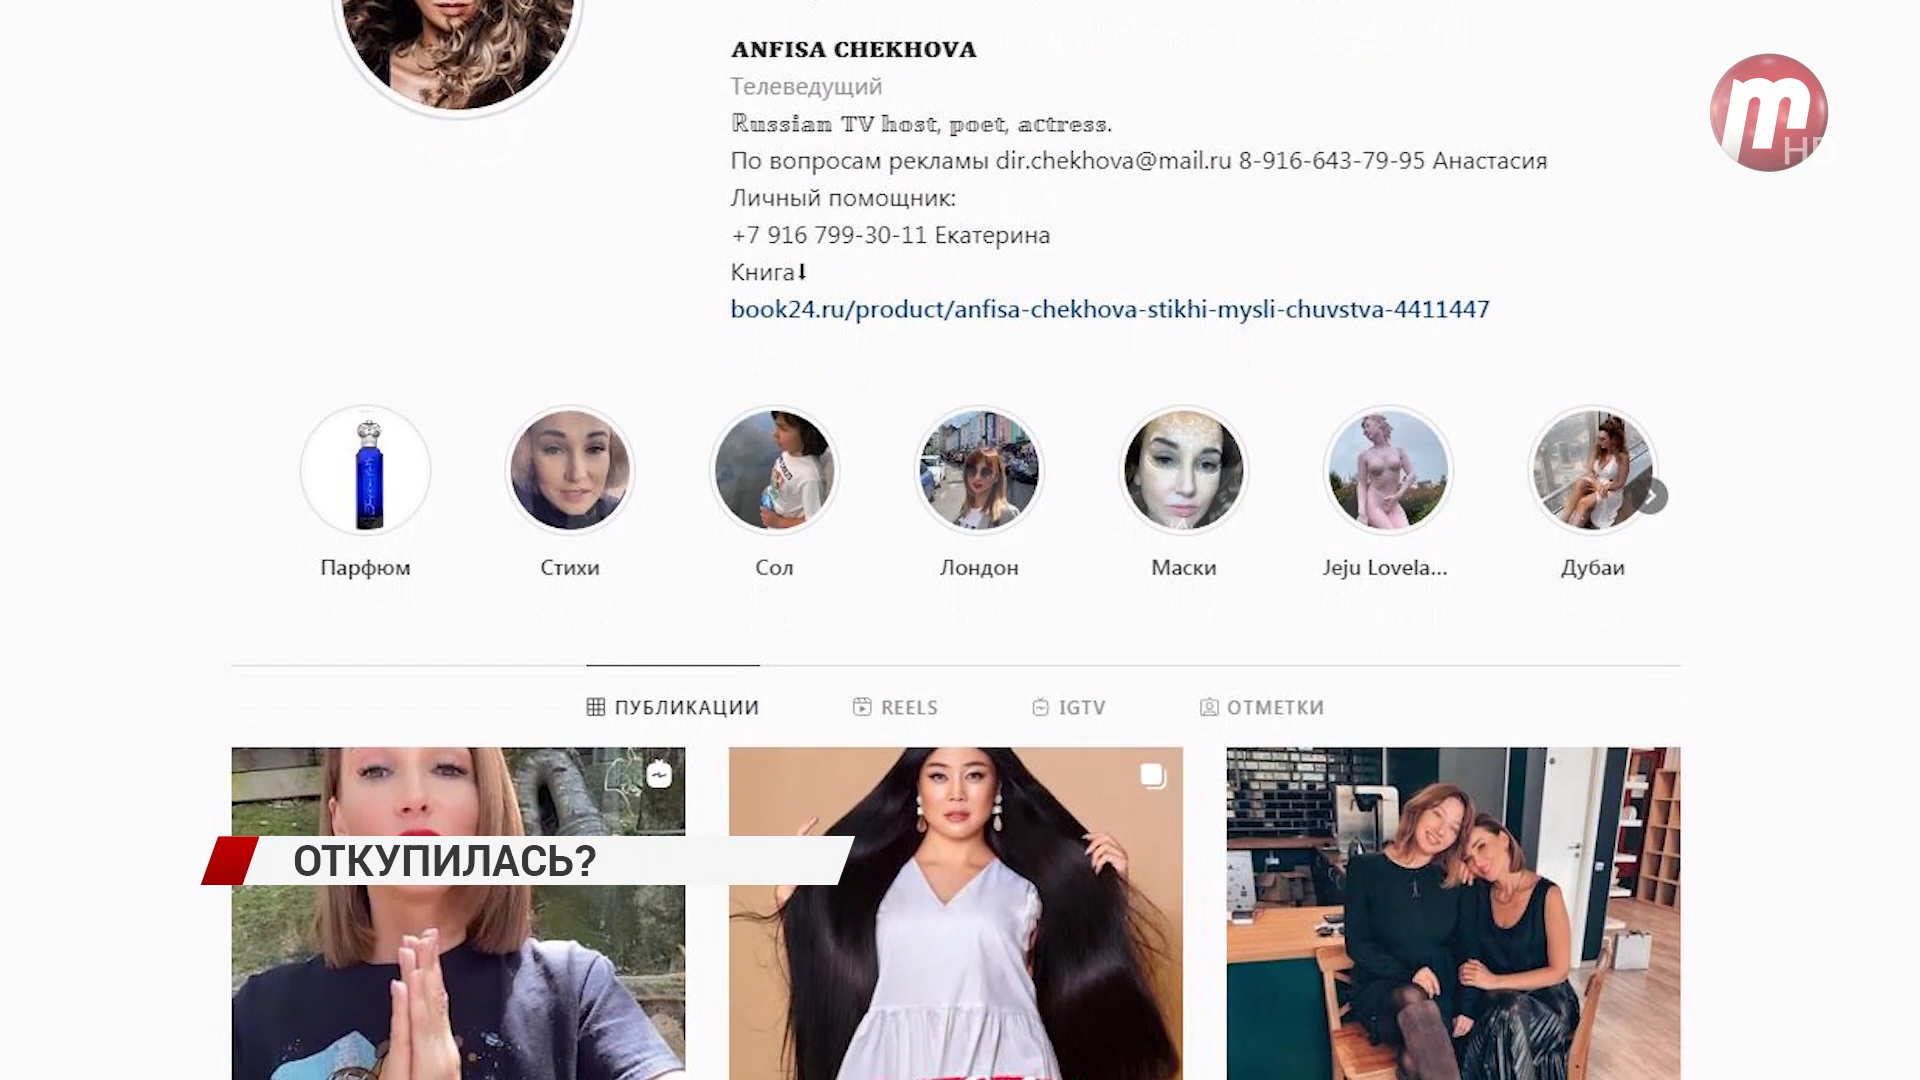 ANFISA CHEKHOVA
Телеведущий
ℝussian TV host, poet, actress.
По вопросам рекламы dir.chekhova@mail.ru 8-916-643-79-95 Анастасия
Личный помощник:
+7 916 799-30-11 Екатерина
Книга⬇
book24.ru/product/anfisa-chekhova-stikhi-mysli-chuvstva-4411447
m HD
Парфюм
Стихи
Сол
Лондон
Маски
Jeju Lovela...
Дубаи
ПУБЛИКАЦИИ
REELS
IGTV
ОТМЕТКИ
ОТКУПИЛАСЬ?